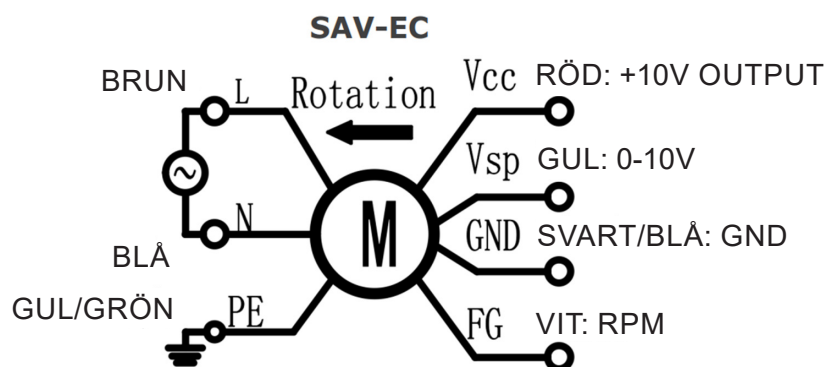 SAV-EC
BRUN L Rotation Vcc RÖD: +10V OUTPUT
Vsp GUL: 0-10V
BLÅ N M GND SVART/BLÅ: GND
GUL/GRÖN PE FG VIT: RPM